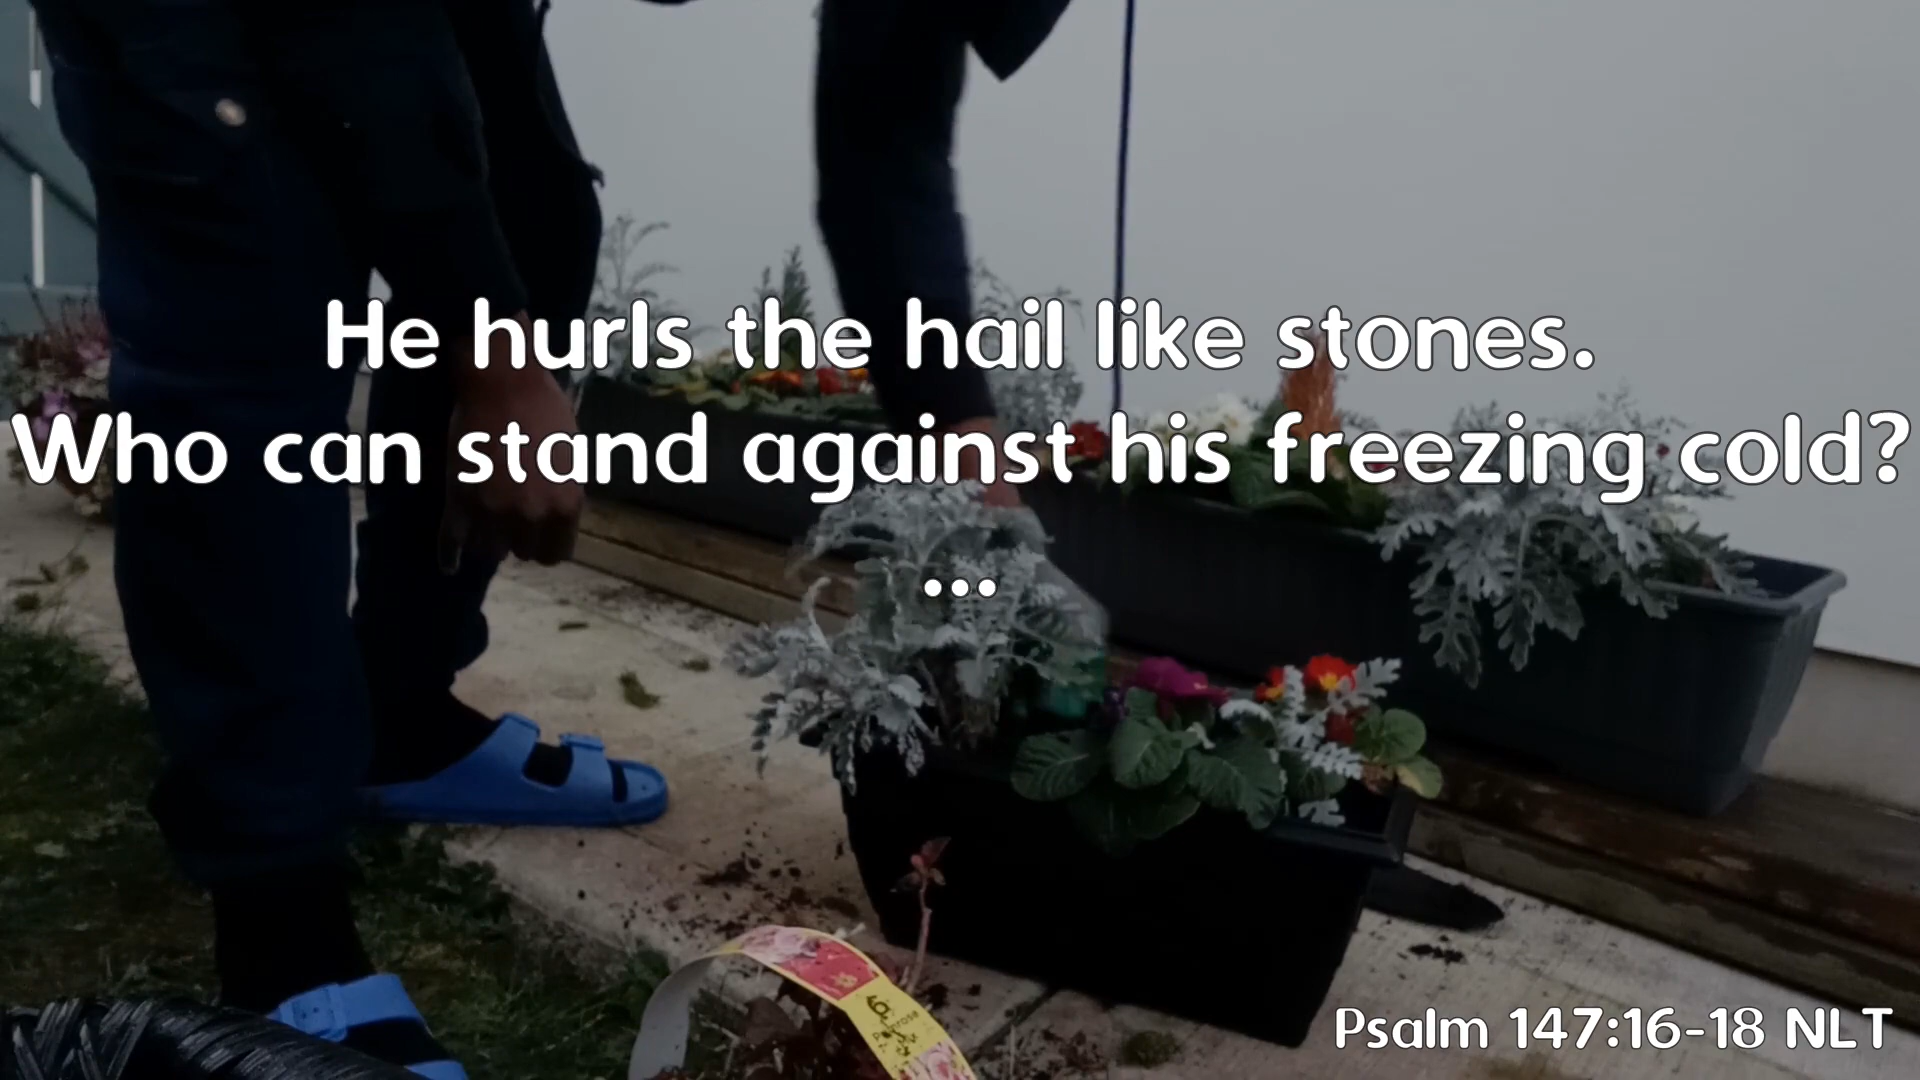 He hurls the hail like stones.
Who can stand against his freezing cold?
...
Psalm 147:16-18 NLT